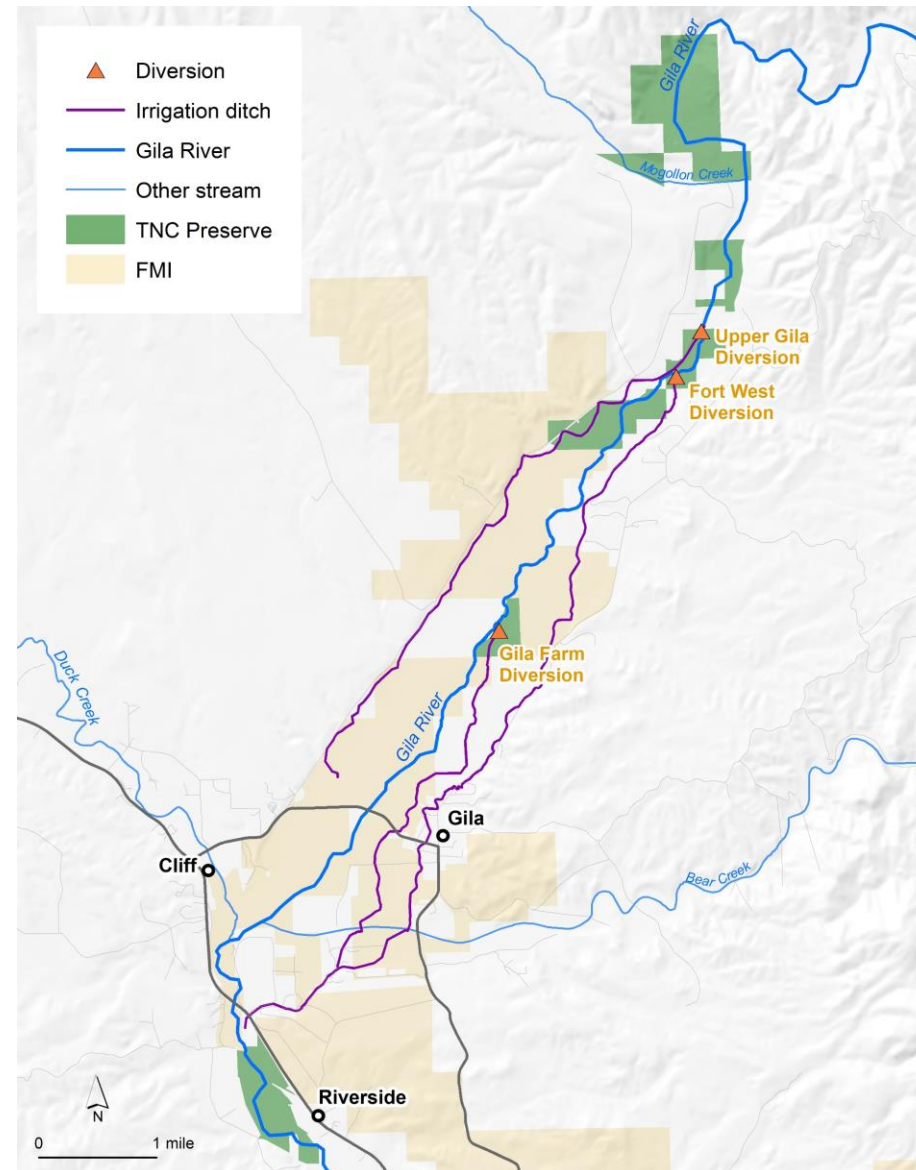 Diversion
Irrigation ditch
Gila River
Other stream
TNC Preserve
FMI
Gila River
Mogollon Creek
Upper Gila
Diversion
Fort West
Diversion
Gila Farm
Diversion
Duck Creek
Gila River
Gila
Cliff
Bear Creek
Riverside
N
0
1 mile